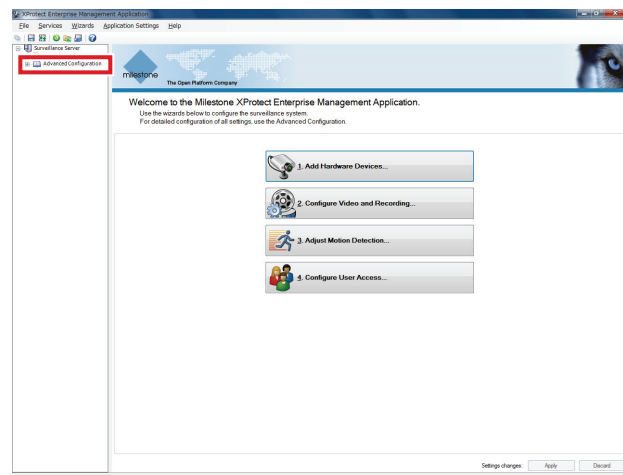 XProtect Enterprise Management Application
File Services Wizards Application Settings Help
Surveillance Server
Advanced Configuration
milestone
The Open Platform Company
Welcome to the Milestone XProtect Enterprise Management Application.
Use the wizards below to configure the surveillance system.
For detailed configuration of all settings, use the Advanced Configuration.
1. Add Hardware Devices...
2. Configure Video and Recording...
3. Adjust Motion Detection...
4. Configure User Access...
Settings changes: Apply Discard